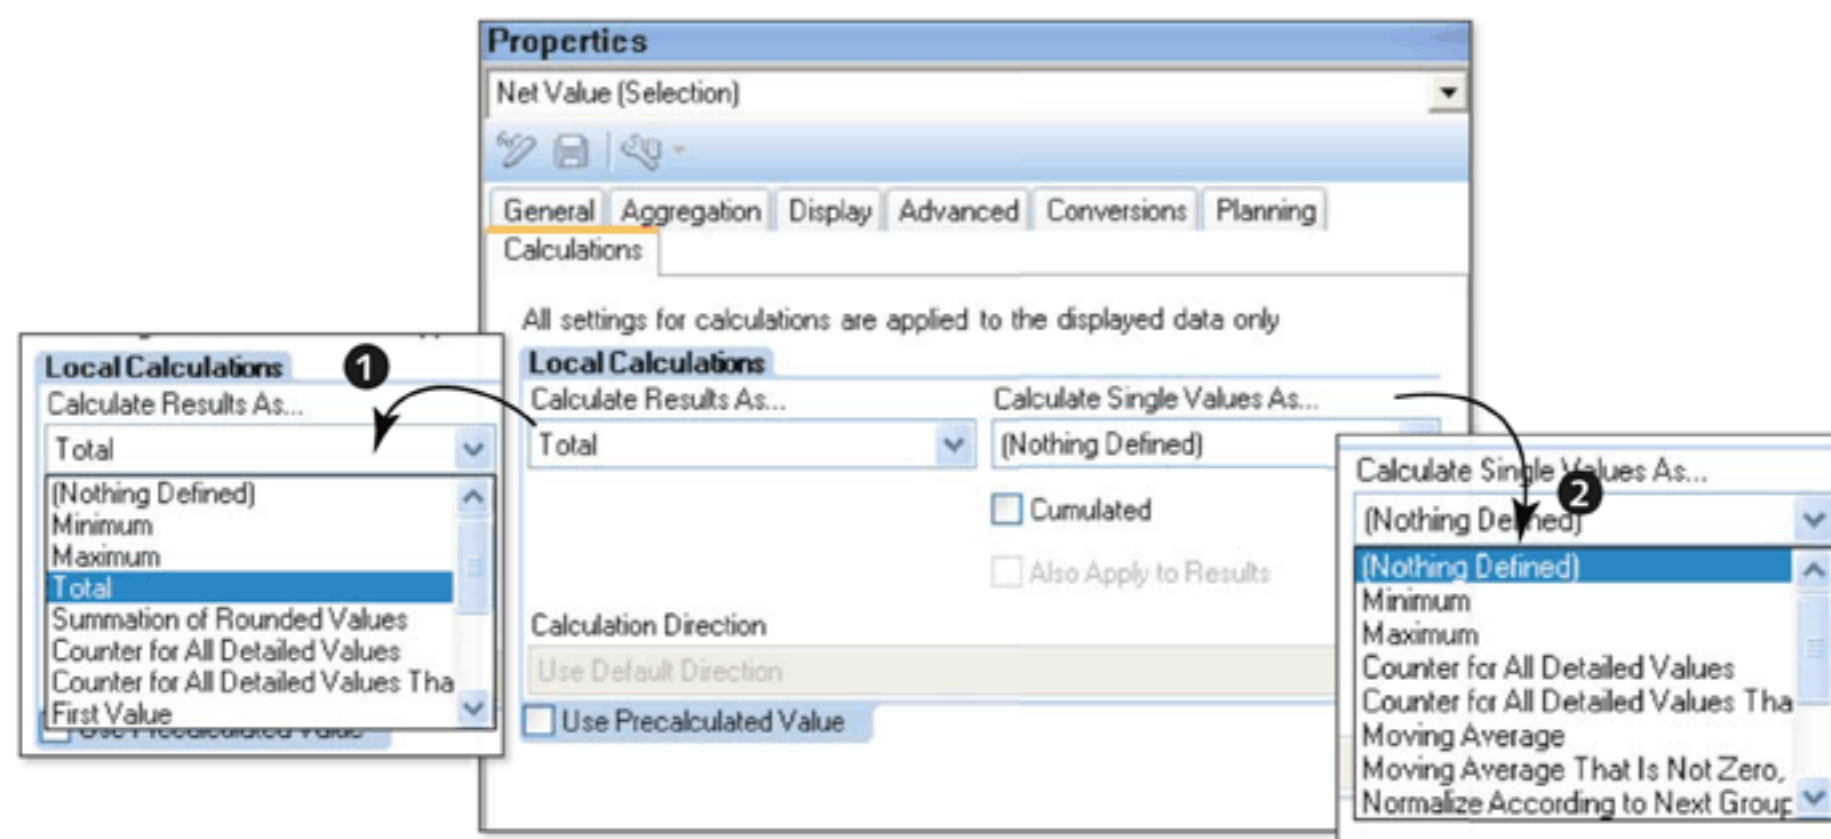 Properties
Net Value (Selection)
General Aggregation Display Advanced Conversions Planning
Calculations
All settings for calculations are applied to the displayed data only
Local Calculations
Calculate Results As... Calculate Single Values As...
Total (Nothing Defined)
Cumulated
Also Apply to Results
Calculation Direction
Use Default Direction
Use Precalculated Value
1
Local Calculations
Calculate Results As...
Total
(Nothing Defined)
Minimum
Maximum
Total
Summation of Rounded Values
Counter for All Detailed Values
Counter for All Detailed Values Tha
First Value
Use Precalculated Value
2
Calculate Single Values As...
(Nothing Defined)
(Nothing Defined)
Minimum
Maximum
Counter for All Detailed Values
Counter for All Detailed Values Tha
Moving Average
Moving Average That Is Not Zero,
Normalize According to Next Group